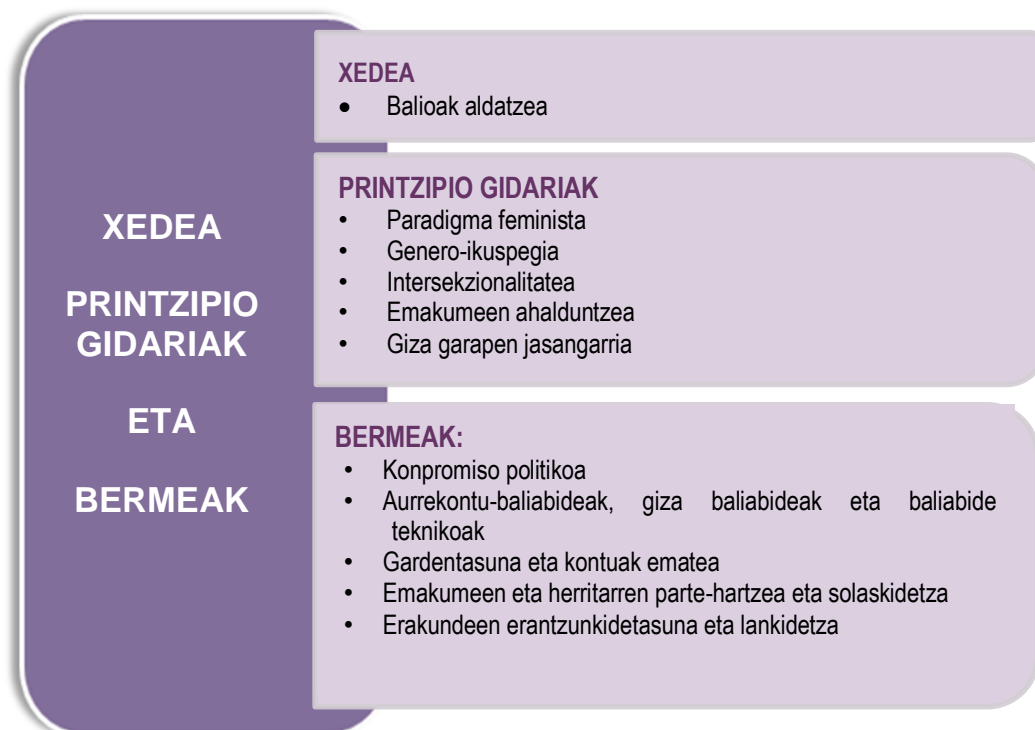 XEDEA
PRINTZIPIO
GIDARIAK
ETA
BERMEAK
XEDEA
• Balioak aldatzea
PRINTZIPIO GIDARIAK
• Paradigma feminista
• Genero-ikuspegia
• Intersekzionalitatea
• Emakumeen ahalduntzea
• Giza garapen jasangarria
BERMEAK:
• Konpromiso politikoa
• Aurrekontu-baliabideak, giza baliabideak eta baliabide
teknikoak
• Gardentasuna eta kontuak ematea
• Emakumeen eta herritarren parte-hartzea eta solaskidetza
• Erakundeen erantzunkidetasuna eta lankidetza